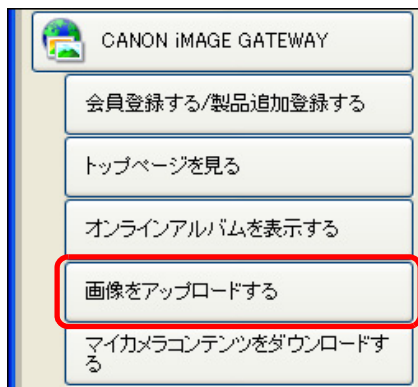 CANON iMAGE GATEWAY
会員登録する/製品追加登録する
トップページを見る
オンラインアルバムを表示する
画像をアップロードする
マイカメラコンテンツをダウンロードす
る